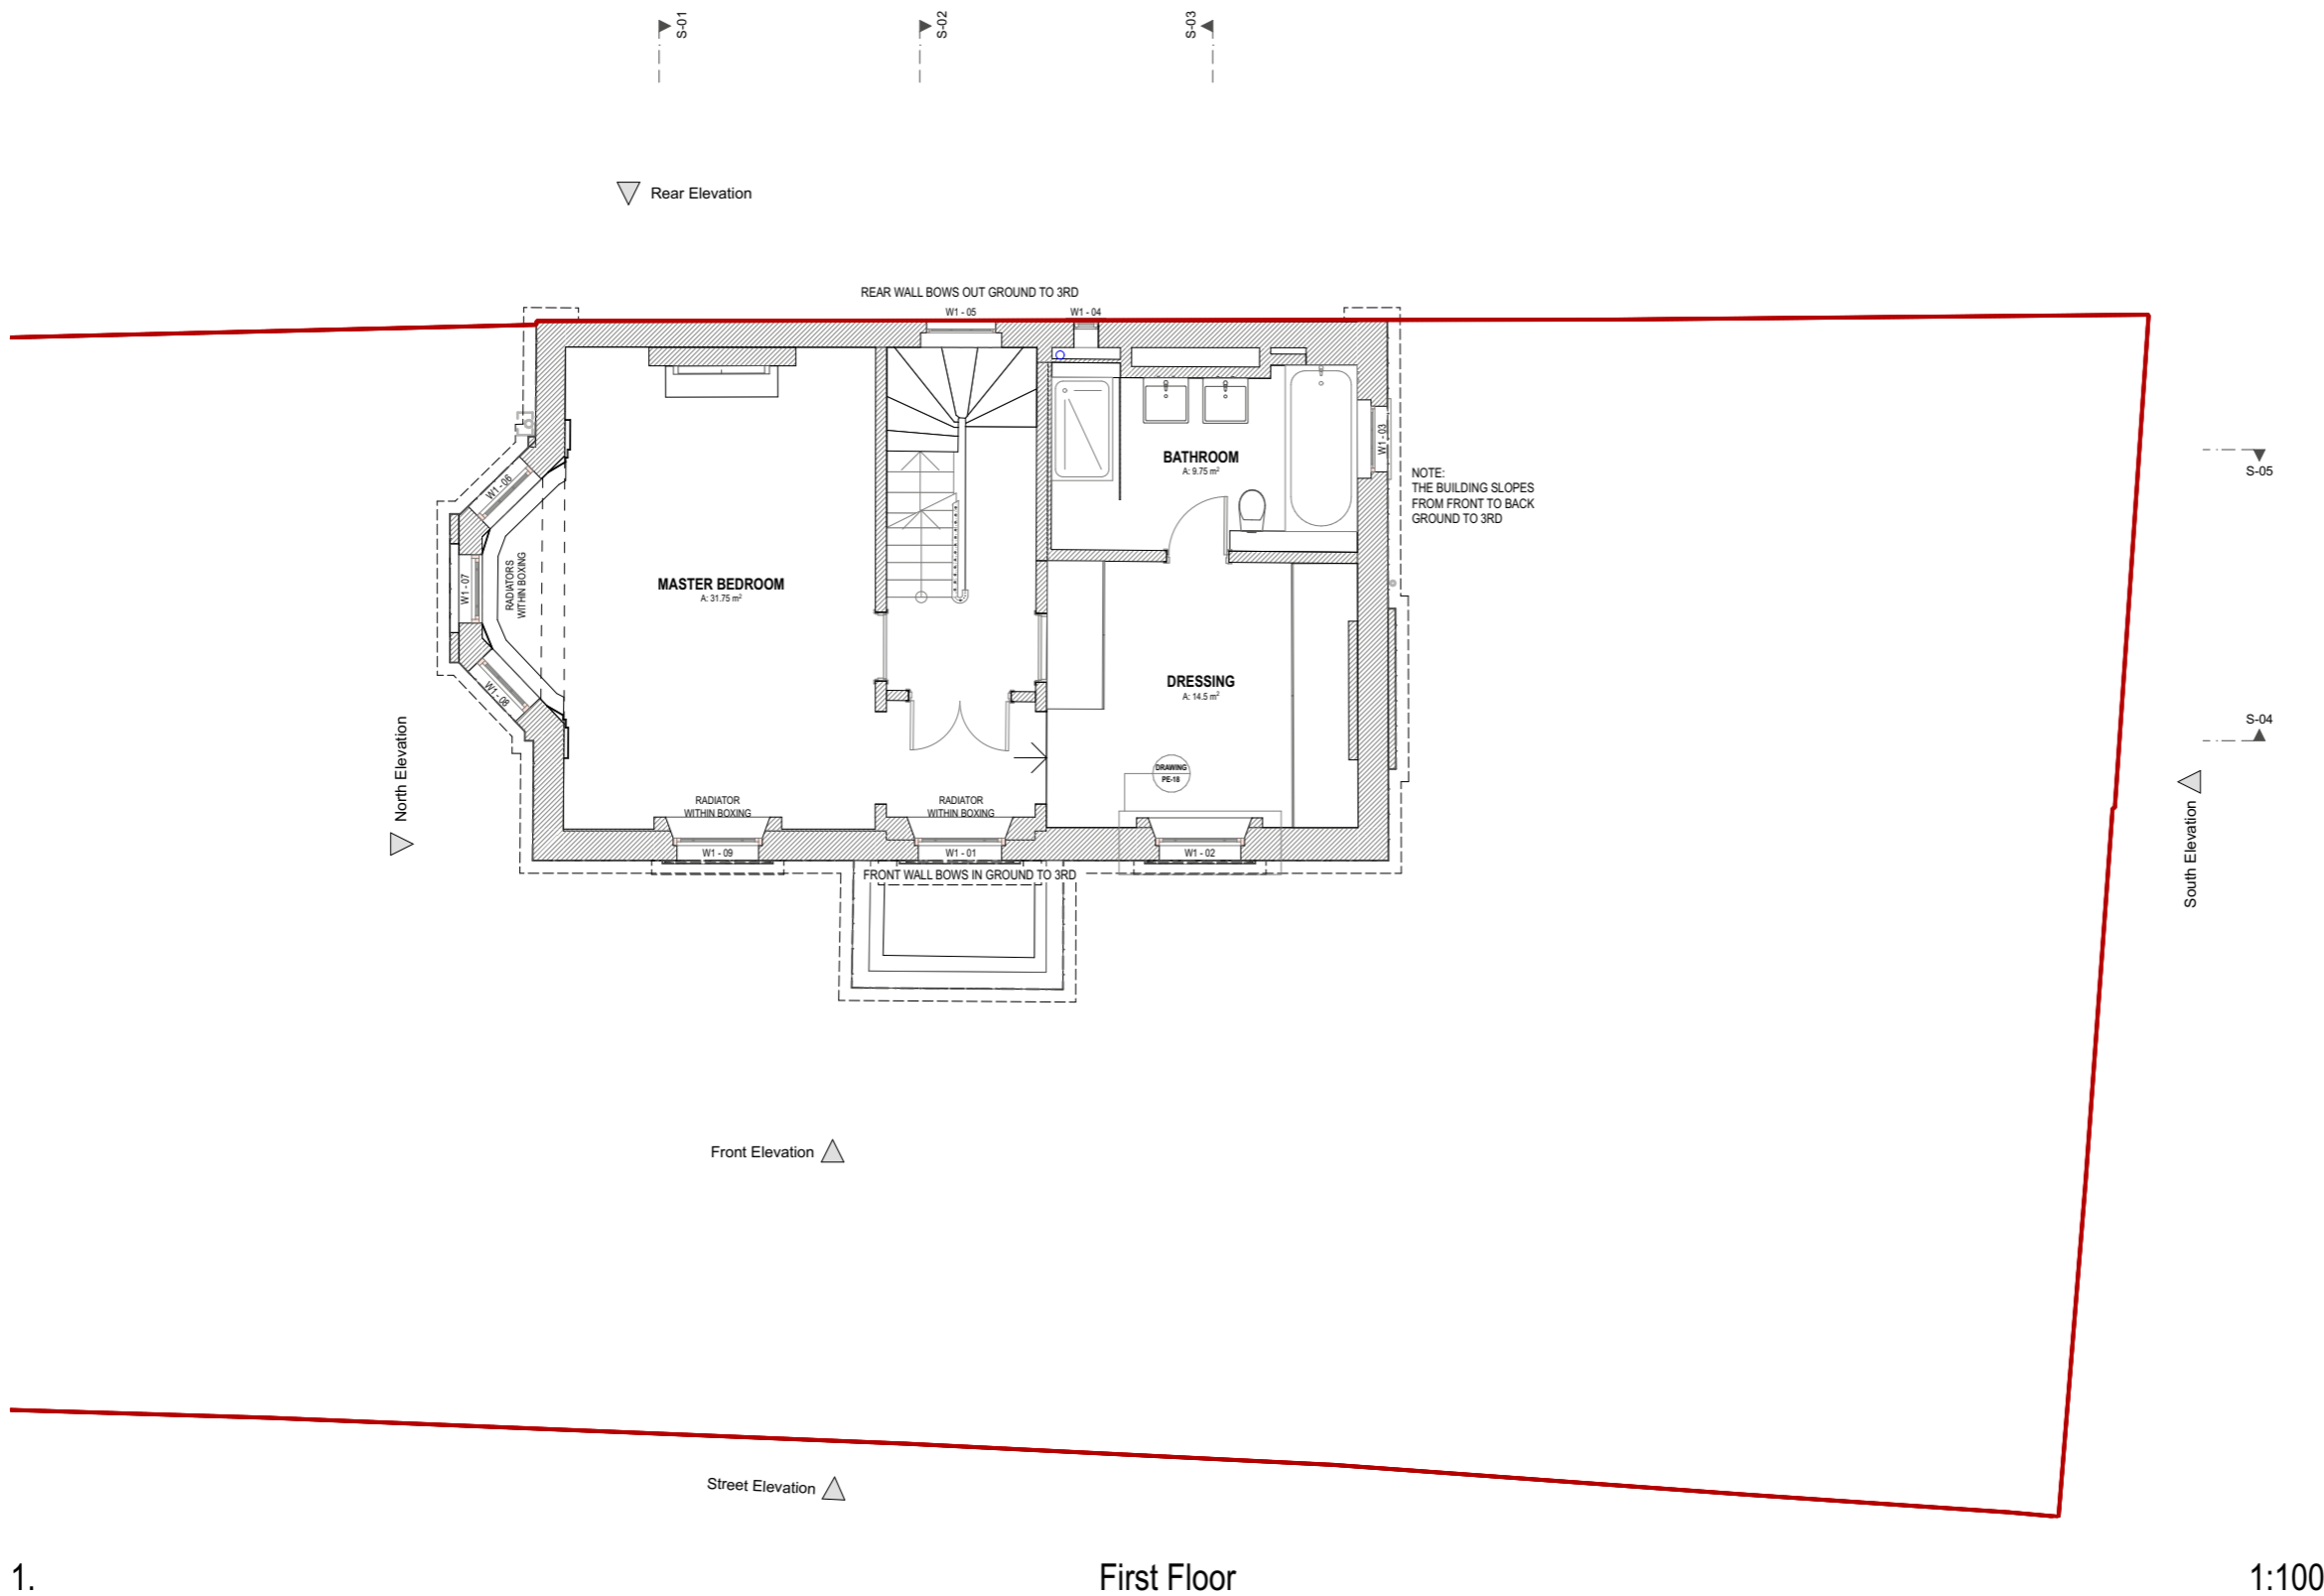 S-01
S-02
S-03
Rear Elevation
REAR WALL BOWS OUT GROUND TO 3RD
W1 - 05
W1 - 04
W1 - 03
BATHROOM
A: 9.75 m²
NOTE:
THE BUILDING SLOPES
FROM FRONT TO BACK
GROUND TO 3RD
S-05
W1 - 06
W1 - 07
RADIATORS
WITHIN BOXING
W1 - 08
MASTER BEDROOM
A: 31.75 m²
DRESSING
A: 14.5 m²
S-04
North Elevation
South Elevation
DRAWING
PE-18
RADIATOR
WITHIN BOXING
RADIATOR
WITHIN BOXING
W1 - 09
W1 - 01
W1 - 02
FRONT WALL BOWS IN GROUND TO 3RD
Front Elevation
Street Elevation
1.
First Floor
1:100